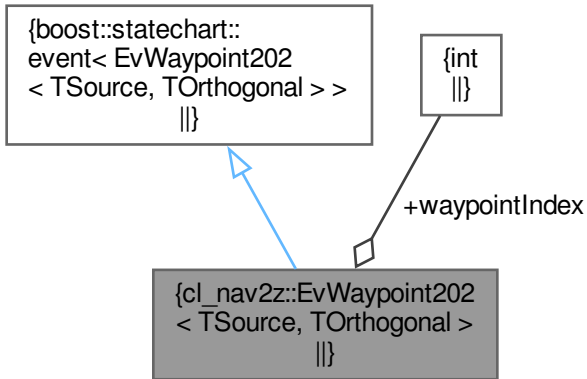 {boost::statechart::
event< EvWaypoint202
< TSource, TOrthogonal > >
||}
{int
||}
+waypointIndex
{cl_nav2z::EvWaypoint202
< TSource, TOrthogonal >
||}